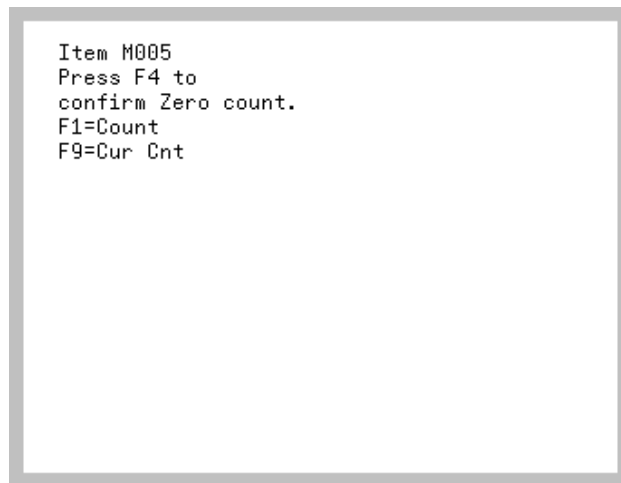 Item M005
Press F4 to
confirm Zero count.
F1=Count
F9=Cur Cnt